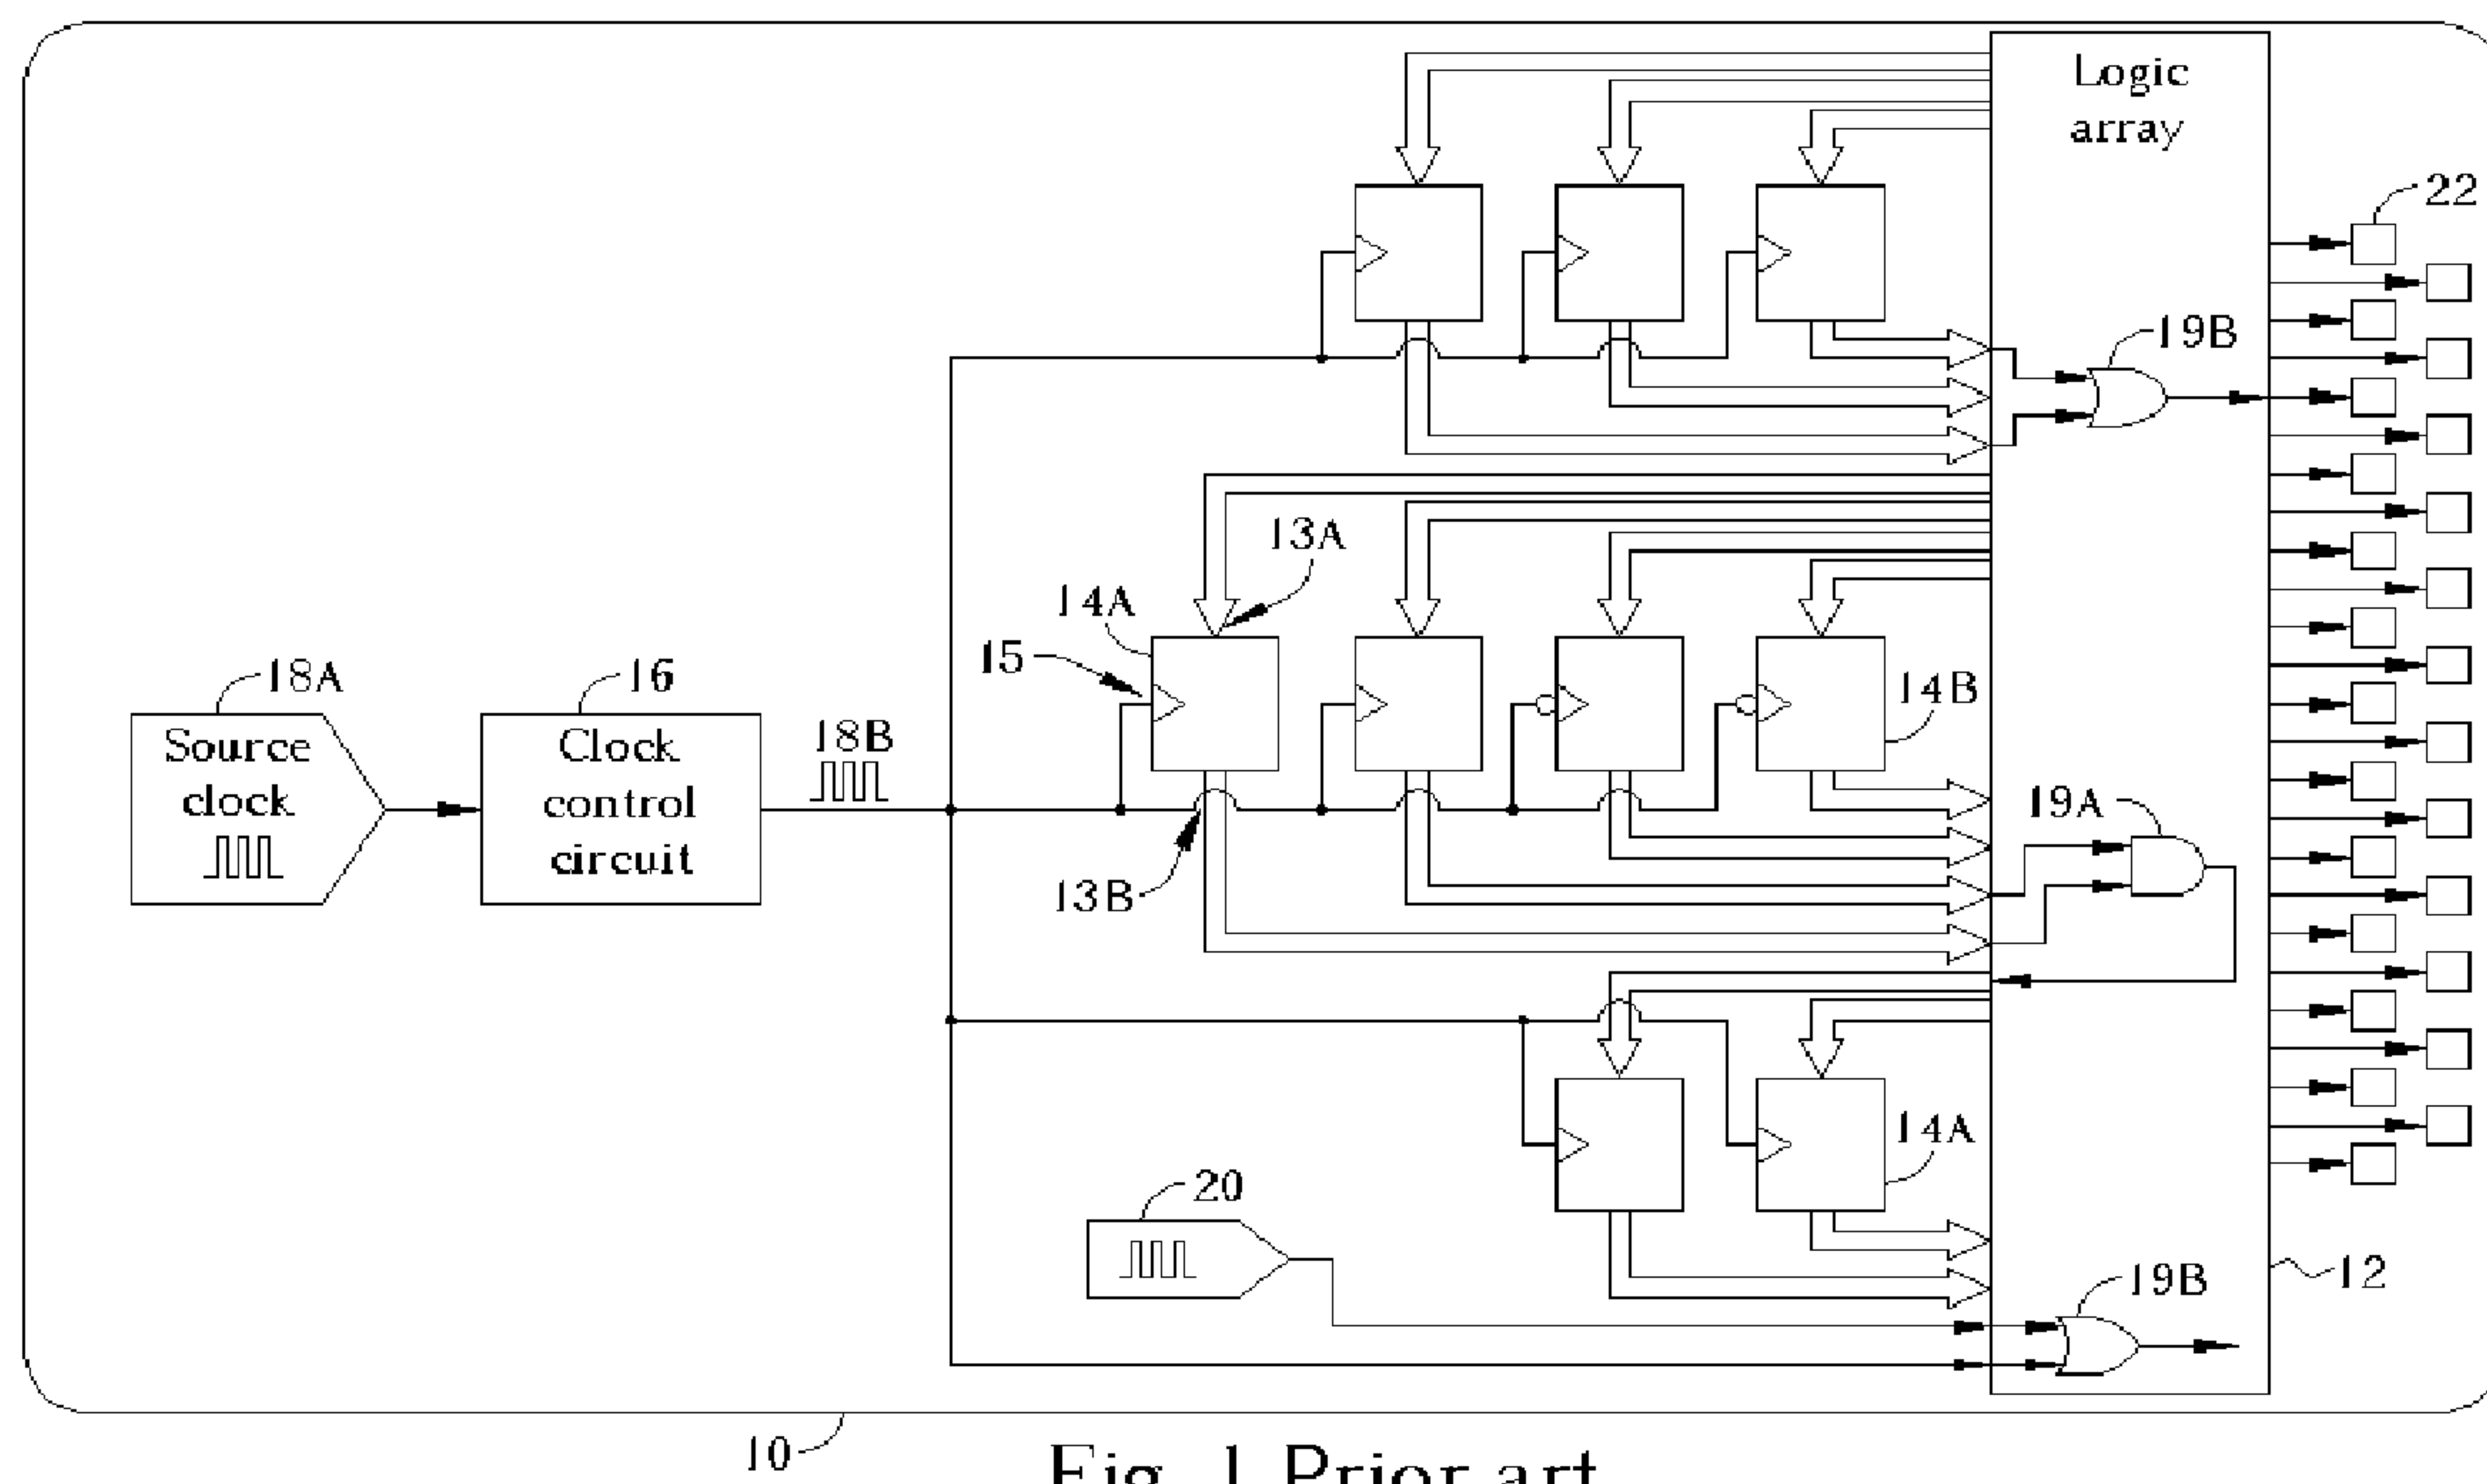 Logic
array
22
19B
13A
14A
15
18A
16
14B
18B
Source
clock
Clock
control
circuit
19A
13B
14A
20
19B
12
10
Fig. 1 Prior art